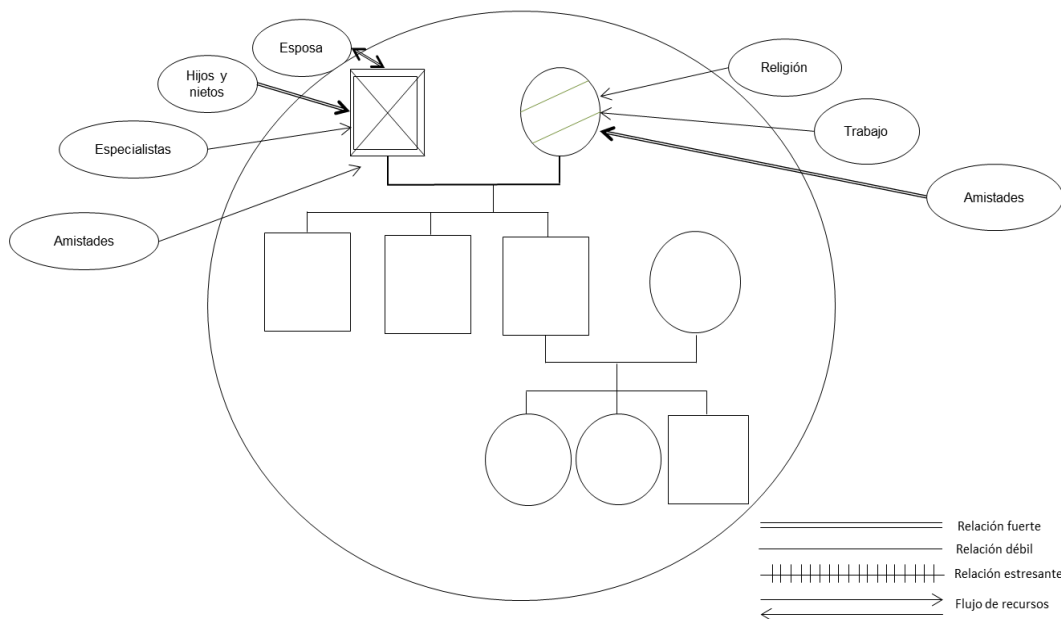 Esposa
Hijos y
nietos
Especialistas
Amistades
Religión
Trabajo
Amistades
Relación fuerte
Relación débil
Relación estresante
Flujo de recursos